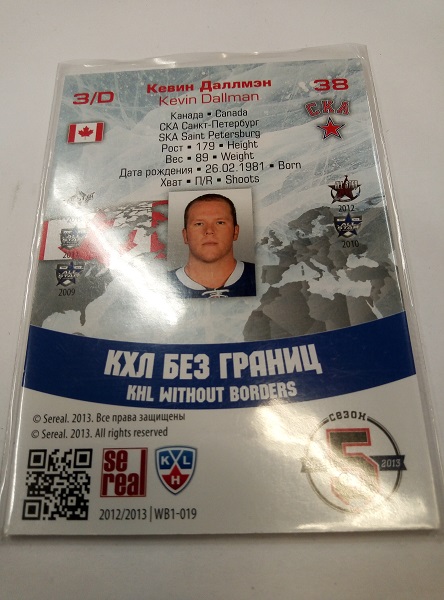 З/D Кевин Даллмэн 38
Kevin Dallman
Канада • Canada
СКА Санкт-Петербург
SKA Saint Petersburg
Рост • 179 • Height
Вес • 89 • Weight
Дата рождения • 26.02.1981 • Born
Хват • П/R • Shoots
СКА
2012
2010
2009
КХЛ БЕЗ ГРАНИЦ
KHL WITHOUT BORDERS
© Sereal. 2013. Все права защищены
© Sereal. 2013. All rights reserved
se
real
KVL
H
2012/2013 | WB1-019
СЕЗОН
5
2013